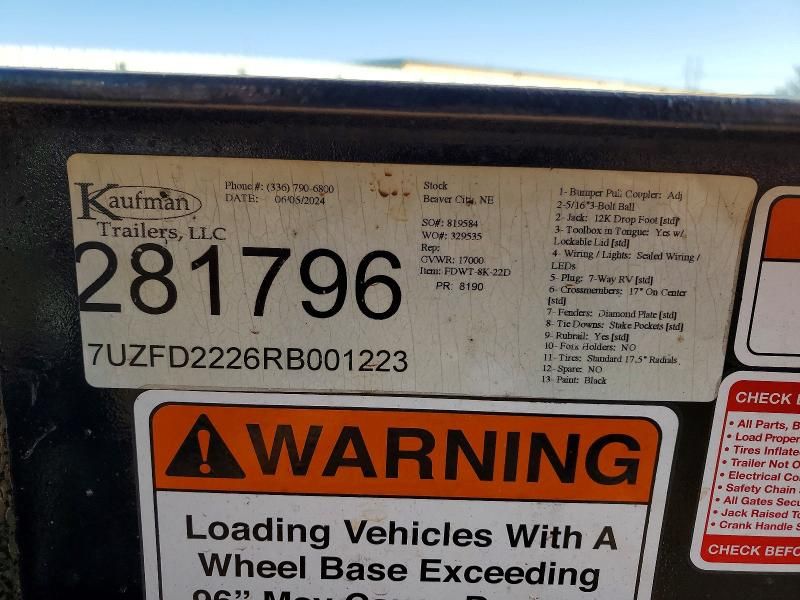 Kaufman
Trailers, LLC
Phone #: (336) 790-6800
DATE: 06/05/2024
281796
7UZFD2226RB001223
Stock
Beaver City, NE
SO#: 819584
WO#: 329535
Rep:
GVWR: 17000
Item: FDWT-8K-22D
PR: 8190
1- Bumper Pull Coupler: Adj
2-5/16"3-Bolt Ball
2- Jack: 12K Drop Foot [std]
3- Toolbox in Tongue: Yes w/
Lockable Lid [std]
4- Wiring / Lights: Sealed Wiring /
LEDs
5- Plug: 7-Way RV [std]
6- Crossmembers: 17" On Center
[std]
7- Fenders: Diamond Plate [std]
8- Tie Downs: Stake Pockets [std]
9- Rubrail: Yes [std]
10- Fork Holders: NO
11- Tires: Standard 17.5" Radials
12- Spare: NO
13- Paint: Black
WARNING
Loading Vehicles With A
Wheel Base Exceeding
96" May
CHECK
• All Parts,
• Load
• Tires
• Trailer Not
• Electrical
• Safety Chain
• All Gates
• Jack Raised
• Crank Handle
CHECK